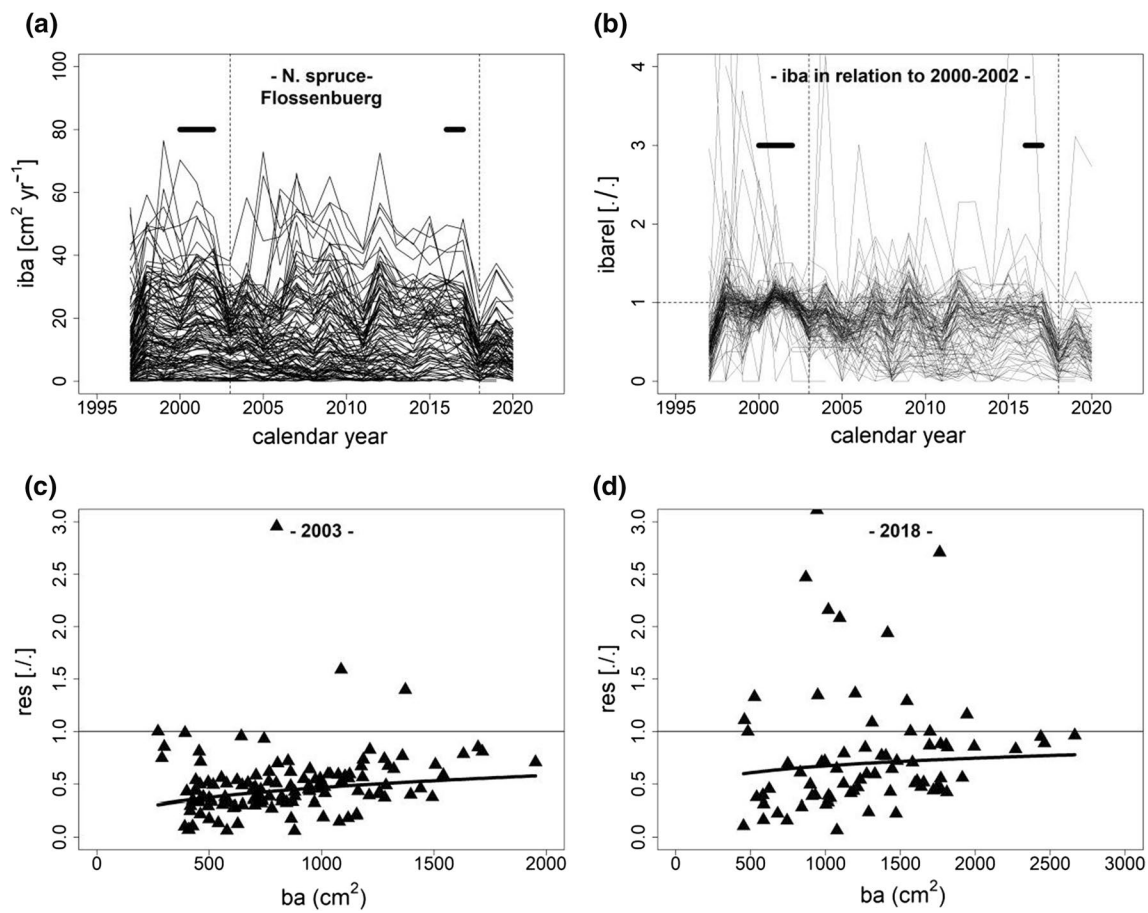 (a)
- N. spruce-
Flossenbuerg
iba [cm² yr⁻¹]
100
80
60
40
20
0
1995 2000 2005 2010 2015 2020
calendar year
(b)
- iba in relation to 2000-2002 -
ibarel [./.]
4
3
2
1
0
1995 2000 2005 2010 2015 2020
calendar year
(c)
- 2003 -
res [./.]
3.0
2.5
2.0
1.5
1.0
0.5
0.0
0 500 1000 1500 2000
ba (cm²)
(d)
- 2018 -
res [./.]
3.0
2.5
2.0
1.5
1.0
0.5
0.0
0 500 1000 1500 2000 2500 3000
ba (cm²)